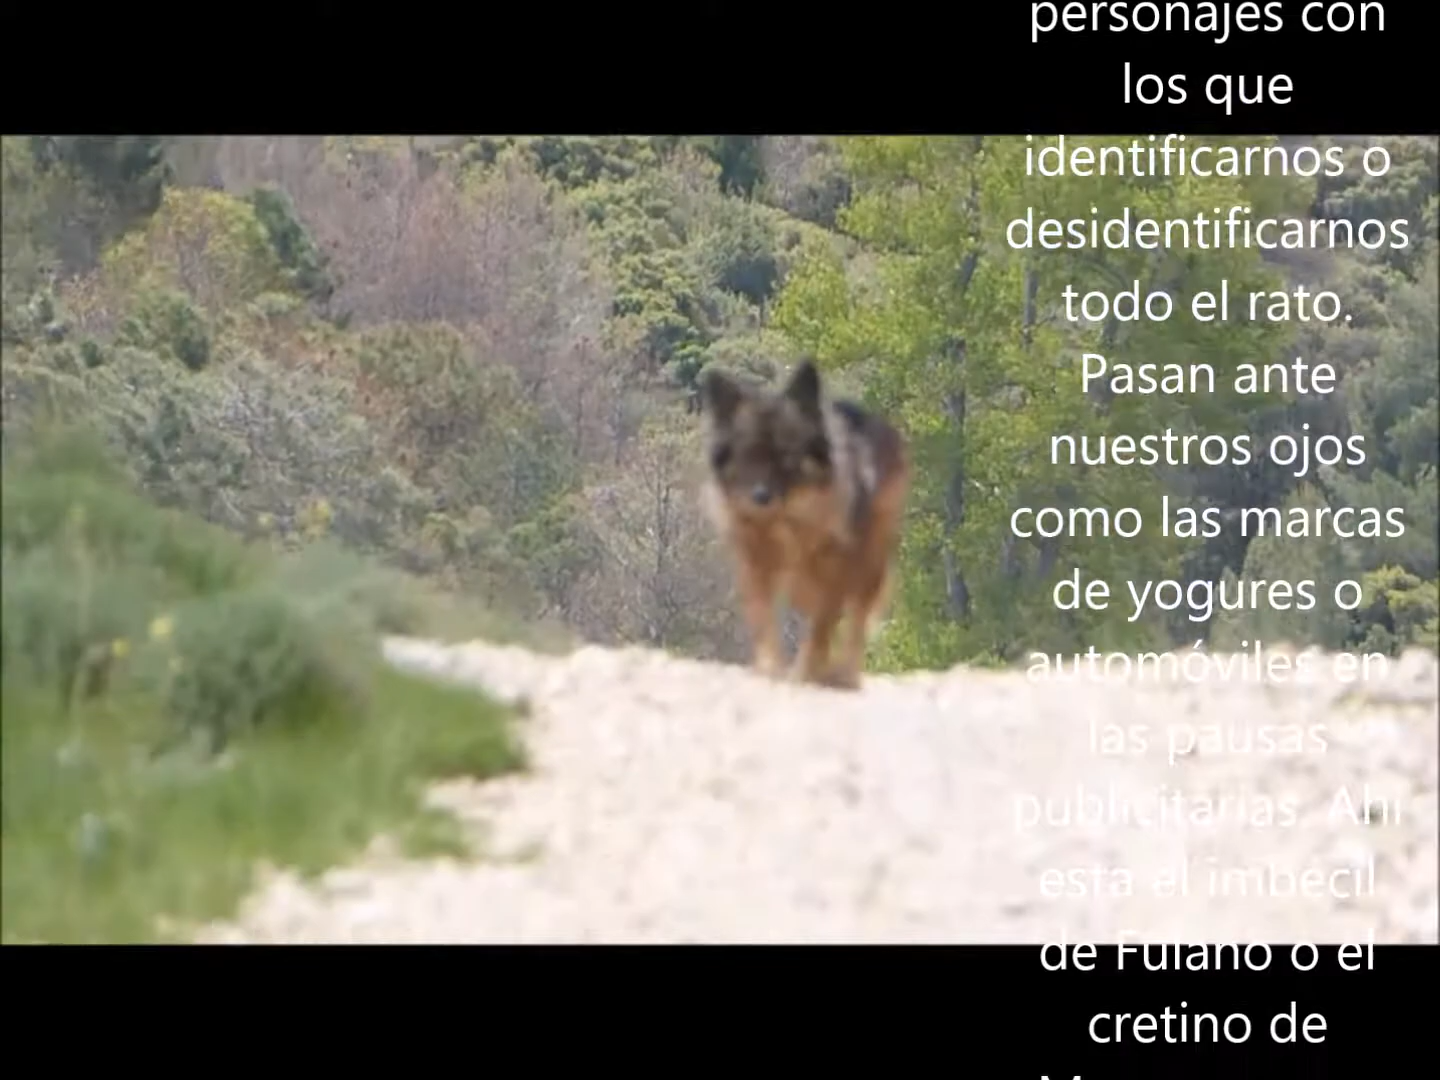 personajes con
los que
identificarnos o
desidentificarnos
todo el rato.
Pasan ante
nuestros ojos
como las marcas
de yogures o
automóviles en
las pausas
publicitarias. Ahí
está el imbécil
de Fulano o el
cretino de